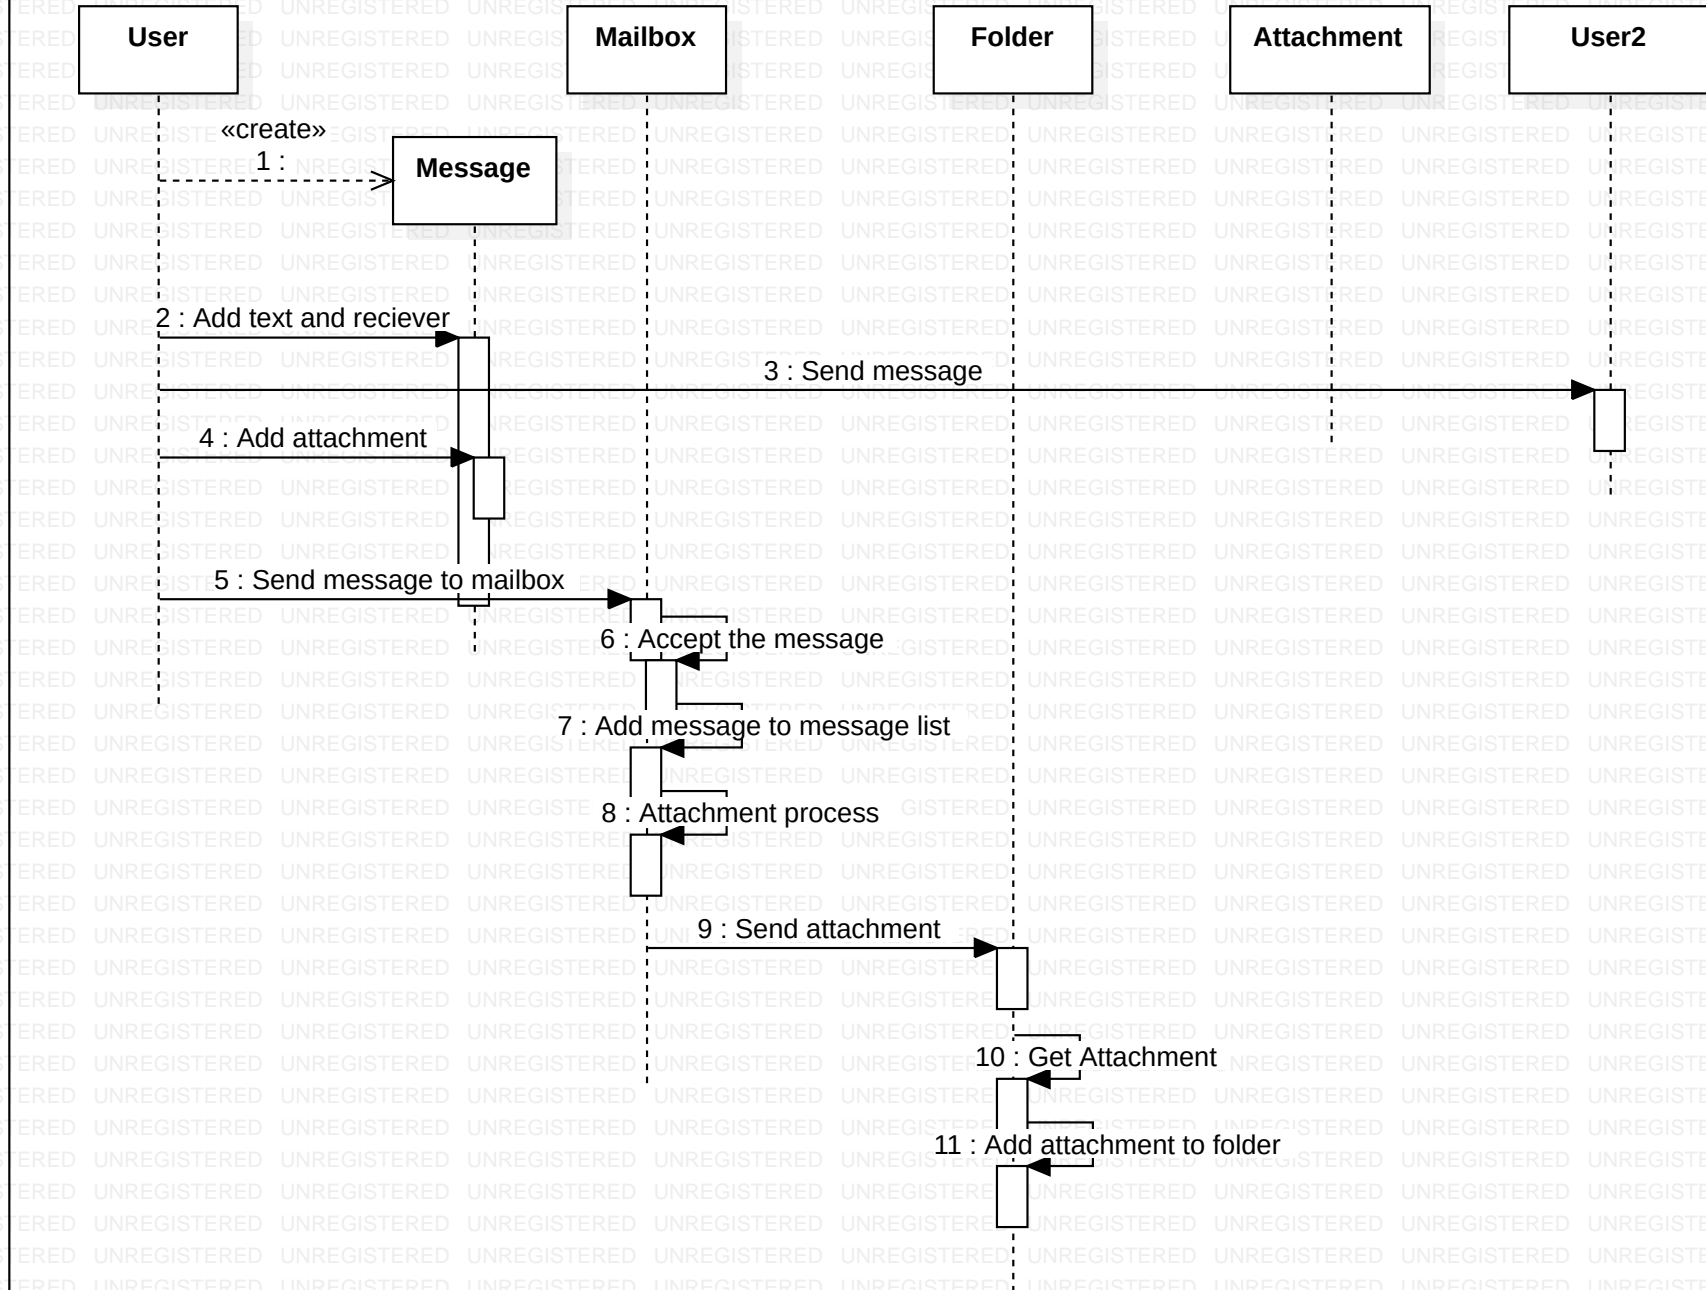 User
Mailbox
Folder
Attachment
User2
«create»
1 :
Message
2 : Add text and reciever
3 : Send message
4 : Add attachment
5 : Send message to mailbox
6 : Accept the message
7 : Add message to message list
8 : Attachment process
9 : Send attachment
10 : Get Attachment
11 : Add attachment to folder
UNREGISTERED